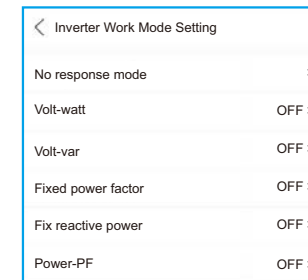 Inverter Work Mode Setting
No response mode
Volt-watt OFF
Volt-var OFF
Fixed power factor OFF
Fix reactive power OFF
Power-PF OFF